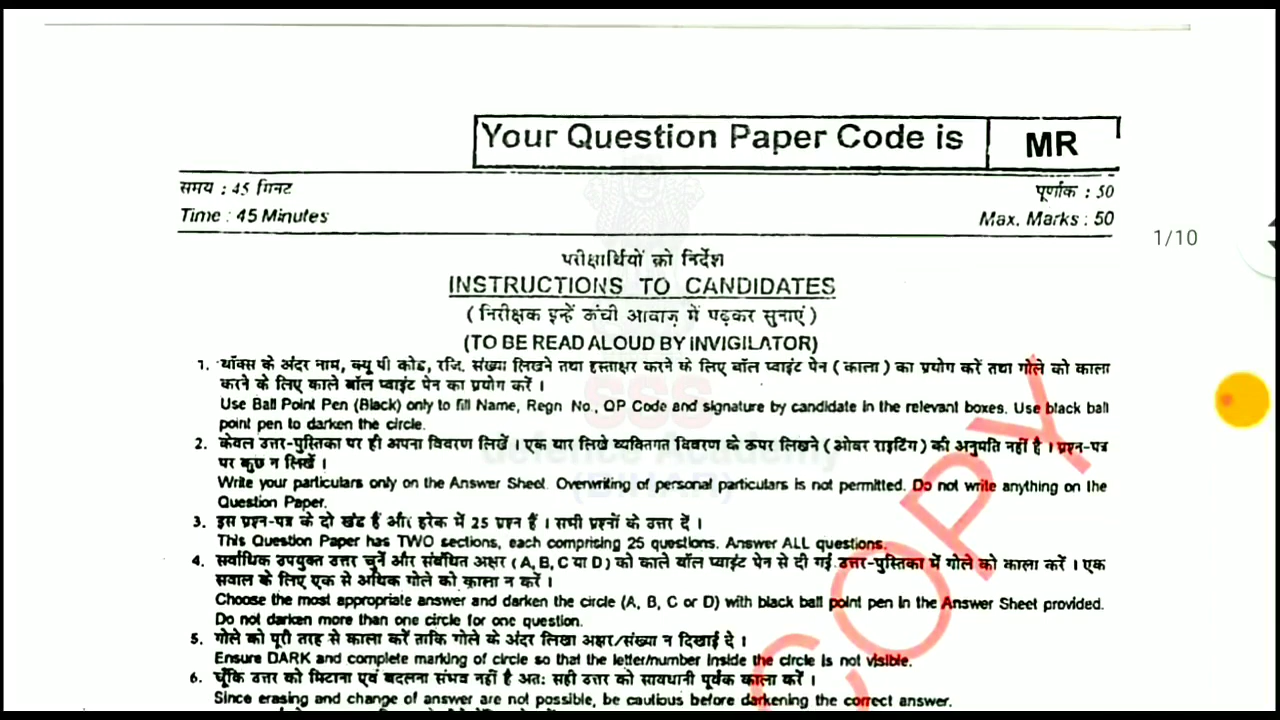 Your Question Paper Code is MR
समय : 45 मिनट पूर्णांक : 50
Time : 45 Minutes Max. Marks : 50
1/10
परीक्षार्थियों को निर्देश
INSTRUCTIONS TO CANDIDATES
( निरीक्षक इन्हें ऊंची आवाज़ में पढ़कर सुनाएं )
(TO BE READ ALOUD BY INVIGILATOR)
1. बॉक्स के अंदर नाम, क्यू पी कोड, रजि. संख्या लिखने तथा हस्ताक्षर करने के लिए बॉल प्वाइंट पेन ( काला ) का प्रयोग करें तथा गोले को काला
करने के लिए काले बॉल प्वाइंट पेन का प्रयोग करें ।
Use Ball Point Pen (Black) only to fill Name, Regn No., QP Code and signature by candidate in the relevant boxes. Use black ball
point pen to darken the circle.
2. केवल उत्तर-पुस्तिका पर ही अपना विवरण लिखें । एक बार लिखे व्यक्तिगत विवरण के ऊपर लिखने ( ओवर राइटिंग ) की अनुमति नहीं है । प्रश्न-पत्र
पर कुछ न लिखें ।
Write your particulars only on the Answer Sheet. Overwriting of personal particulars is not permitted. Do not write anything on the
Question Paper.
3. इस प्रश्न-पत्र के दो खंड हैं और हरेक में 25 प्रश्न हैं । सभी प्रश्नों के उत्तर दें ।
This Question Paper has TWO sections, each comprising 25 questions. Answer ALL questions.
4. सर्वाधिक उपयुक्त उत्तर चुनें और संबंधित अक्षर ( A, B, C या D ) को काले बॉल प्वाइंट पेन से दी गई उत्तर-पुस्तिका में गोले को काला करें । एक
सवाल के लिए एक से अधिक गोले को काला न करें ।
Choose the most appropriate answer and darken the circle (A, B, C or D) with black ball point pen in the Answer Sheet provided.
Do not darken more than one circle for one question.
5. गोले को पूरी तरह से काला करें ताकि गोले के अंदर लिखा अक्षर/संख्या न दिखाई दे ।
Ensure DARK and complete marking of circle so that the letter/number inside the circle is not visible.
6. चूँकि उत्तर को मिटाना एवं बदलना संभव नहीं है अतः सही उत्तर को सावधानी पूर्वक काला करें ।
Since erasing and change of answer are not possible, be cautious before darkening the correct answer.
SSS
COPY